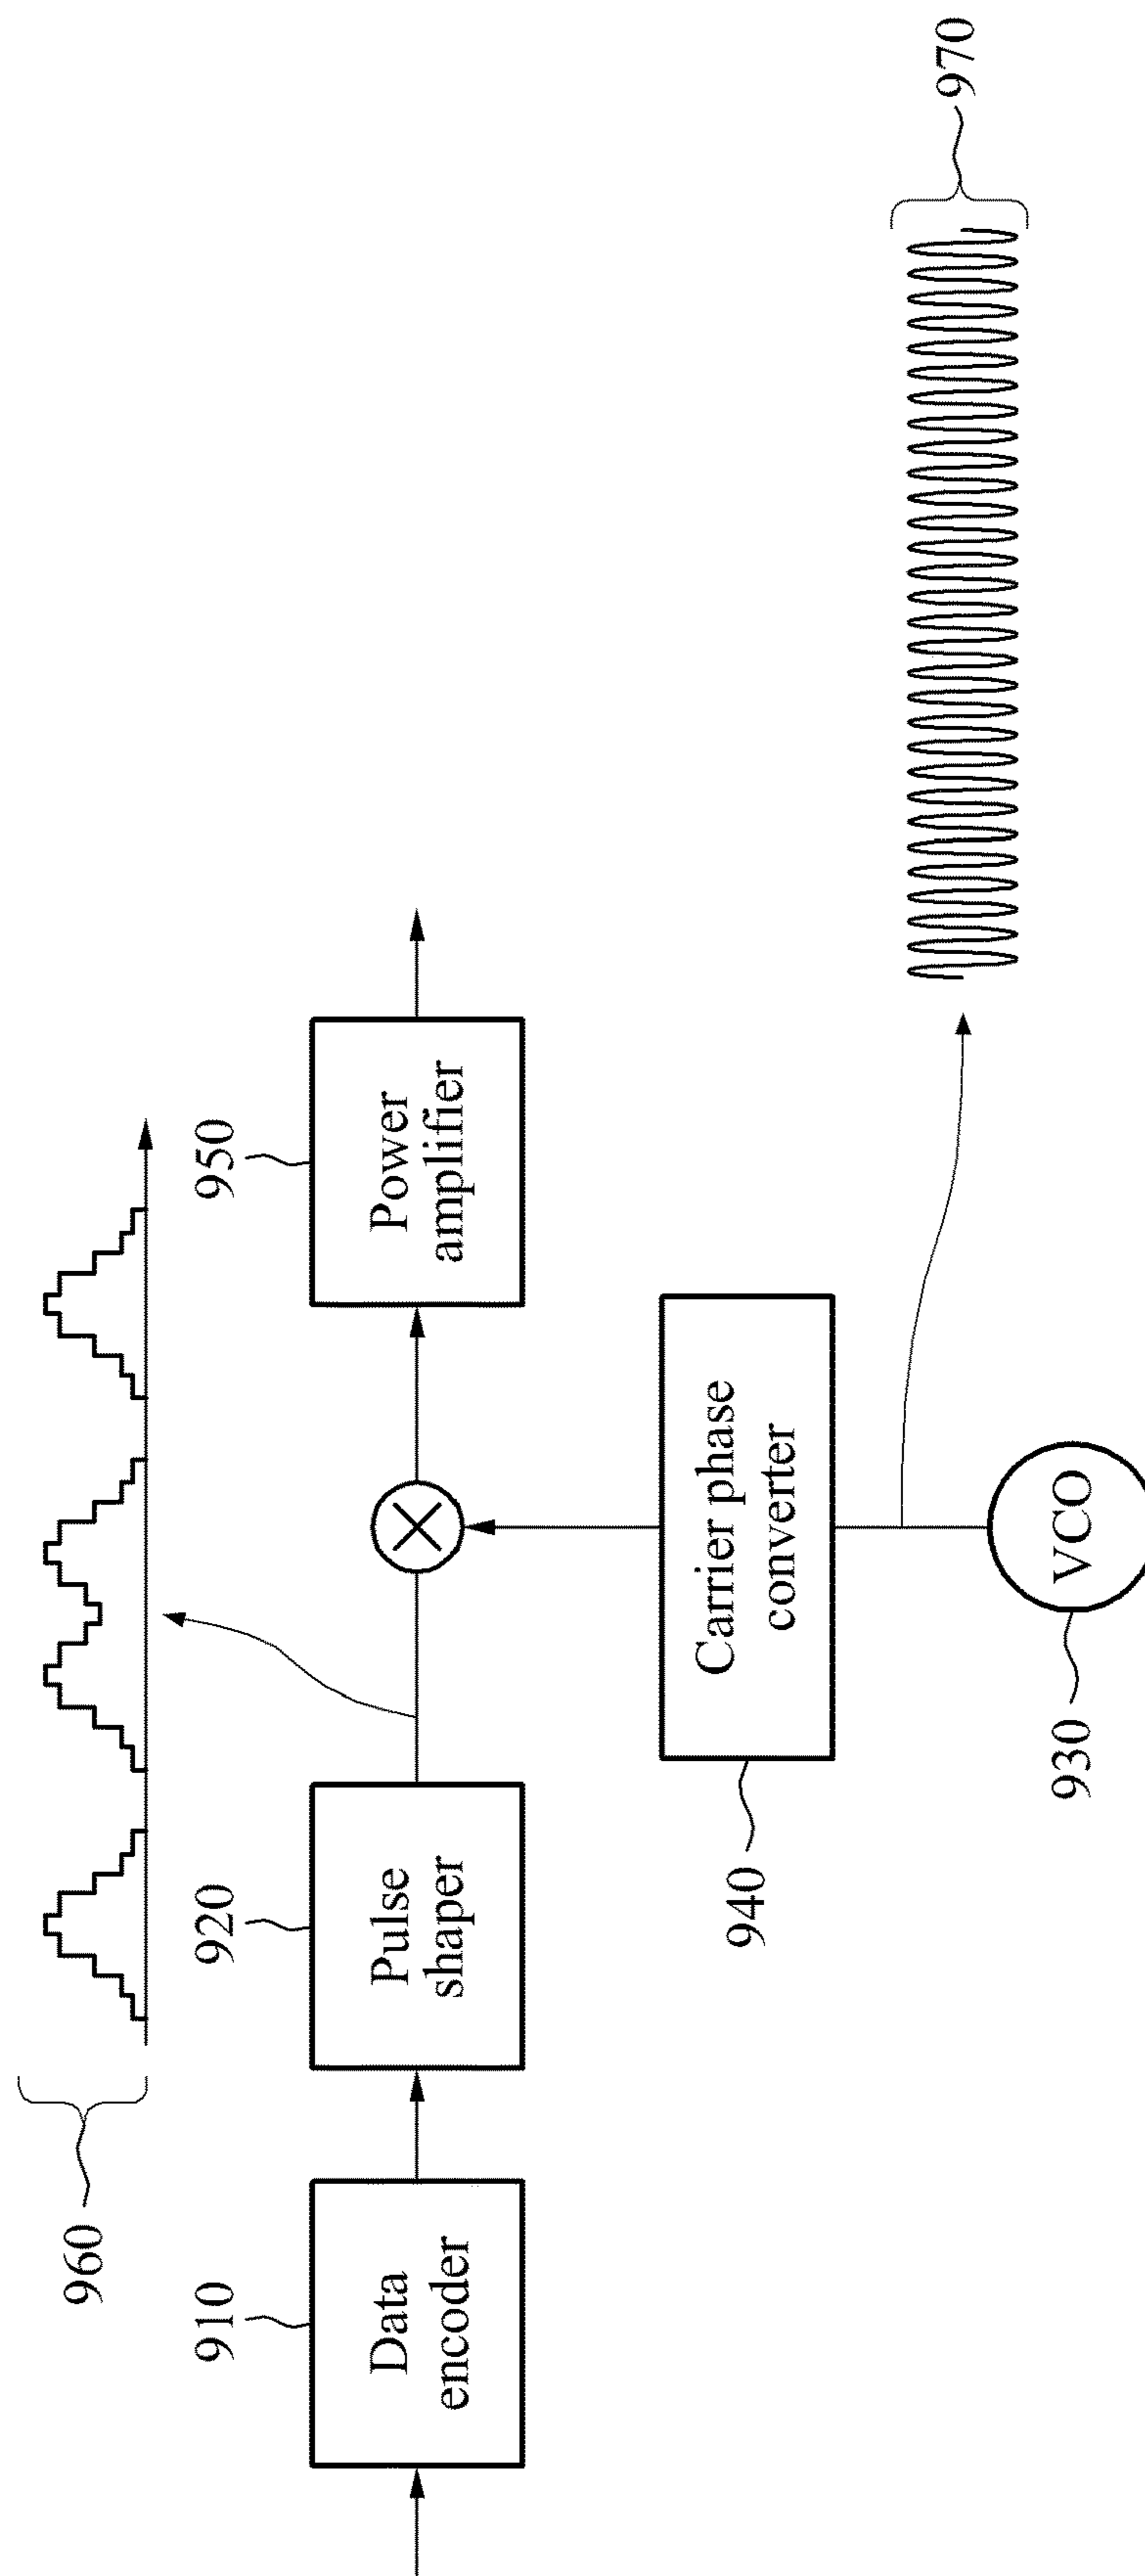 960
910
Data
encoder
920
Pulse
shaper
950
Power
amplifier
940
Carrier phase
converter
930
VCO
970